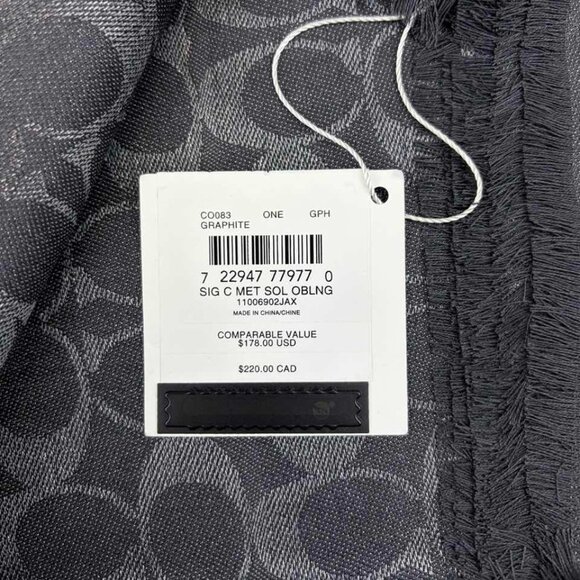 CO083 ONE GPH
GRAPHITE
7 22947 77977 0
SIG C MET SOL OBLNG
11006902JAX
MADE IN CHINA/CHINE
COMPARABLE VALUE
$178.00 USD
$220.00 CAD